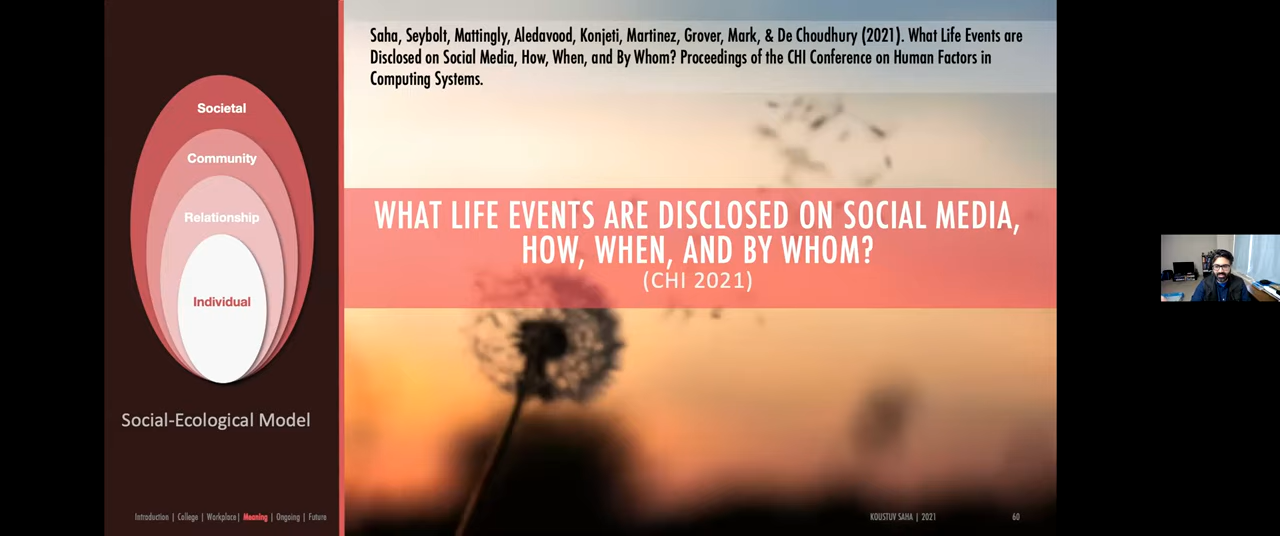 Societal
Community
Relationship
Individual
Social-Ecological Model
Introduction | College | Workplace | Meaning | Ongoing | Future
Saha, Seybolt, Mattingly, Aledavood, Konjeti, Martinez, Grover, Mark, & De Choudhury (2021). What Life Events are
Disclosed on Social Media, How, When, and By Whom? Proceedings of the CHI Conference on Human Factors in
Computing Systems.
WHAT LIFE EVENTS ARE DISCLOSED ON SOCIAL MEDIA,
HOW, WHEN, AND BY WHOM?
(CHI 2021)
KOUSTUV SAHA | 2021
60